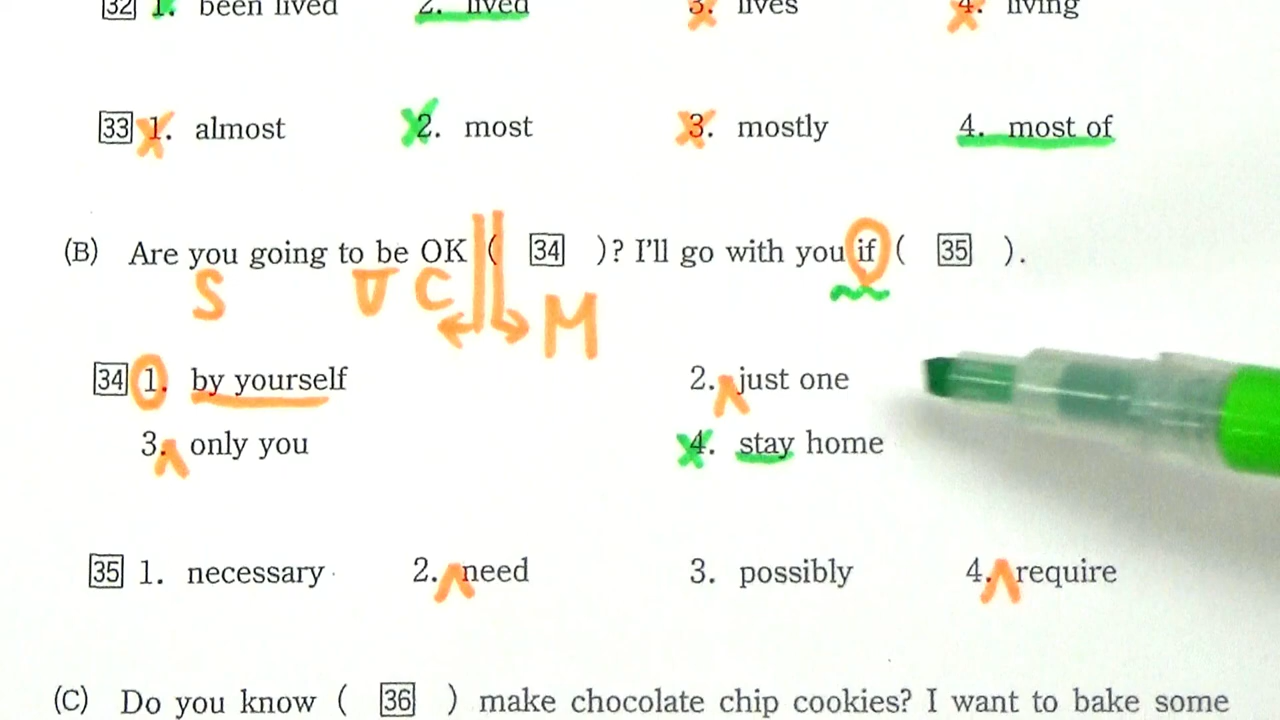 32 1. been lived 2. lived 3. lives 4. living
33 1. almost 2. most 3. mostly 4. most of
(B) Are you going to be OK ( 34 )? I'll go with you if ( 35 ).
S V C M
34 1. by yourself 2. just one
3. only you 4. stay home
35 1. necessary 2. need 3. possibly 4. require
(C) Do you know ( 36 ) make chocolate chip cookies? I want to bake some